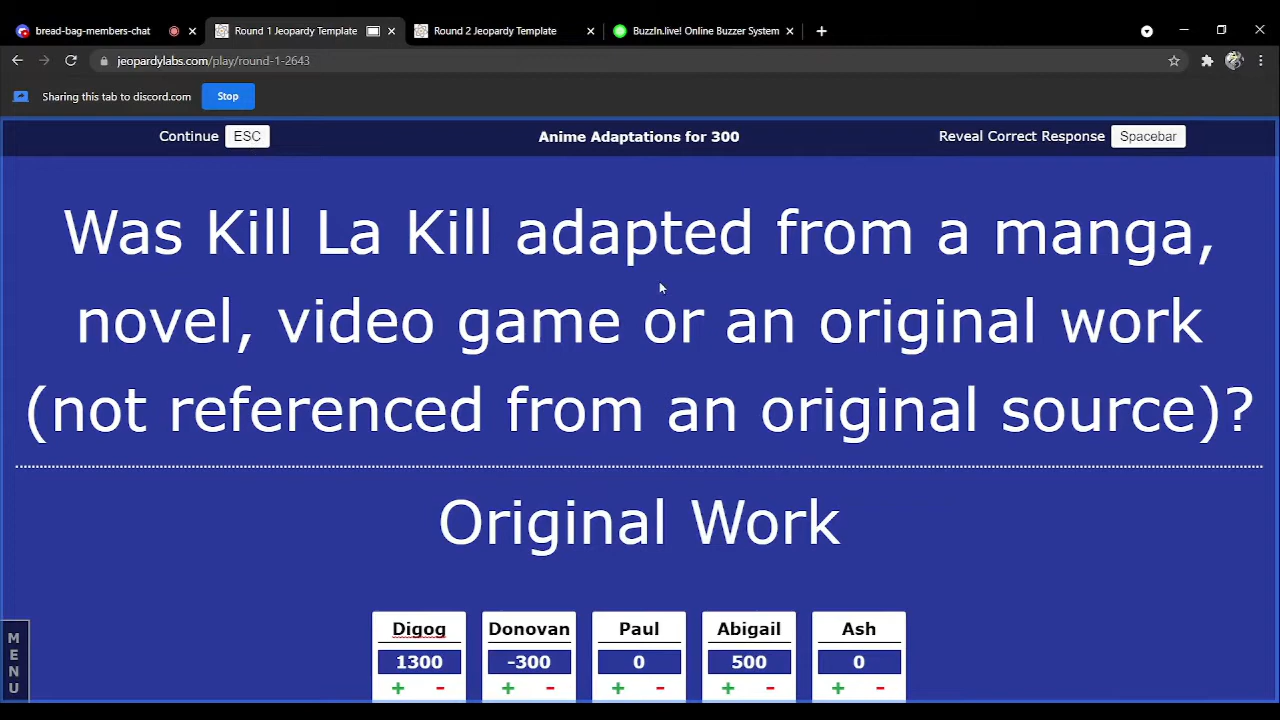 bread-bag-members-chat
Round 1 Jeopardy Template
Round 2 Jeopardy Template
BuzzIn.live! Online Buzzer System
jeopardylabs.com/play/round-1-2643
Sharing this tab to discord.com
Stop
Continue ESC
Anime Adaptations for 300
Reveal Correct Response Spacebar
Was Kill La Kill adapted from a manga,
novel, video game or an original work
(not referenced from an original source)?
Original Work
Digog Donovan Paul Abigail Ash
1300 -300 0 500 0
+ - + - + - + - + -
MENU